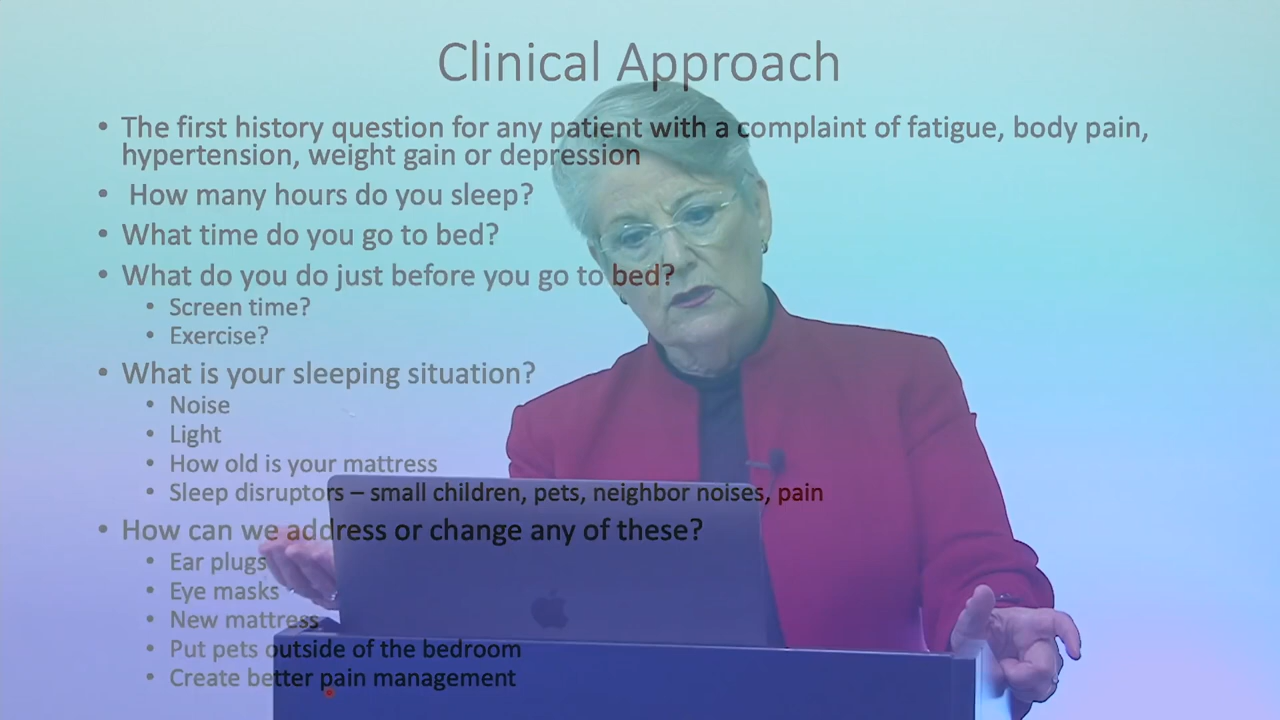 Clinical Approach
• The first history question for any patient with a complaint of fatigue, body pain,
hypertension, weight gain or depression
• How many hours do you sleep?
• What time do you go to bed?
• What do you do just before you go to bed?
• Screen time?
• Exercise?
• What is your sleeping situation?
• Noise
• Light
• How old is your mattress
• Sleep disruptors – small children, pets, neighbor noises, pain
• How can we address or change any of these?
• Ear plugs
• Eye masks
• New mattress
• Put pets outside of the bedroom
• Create better pain management